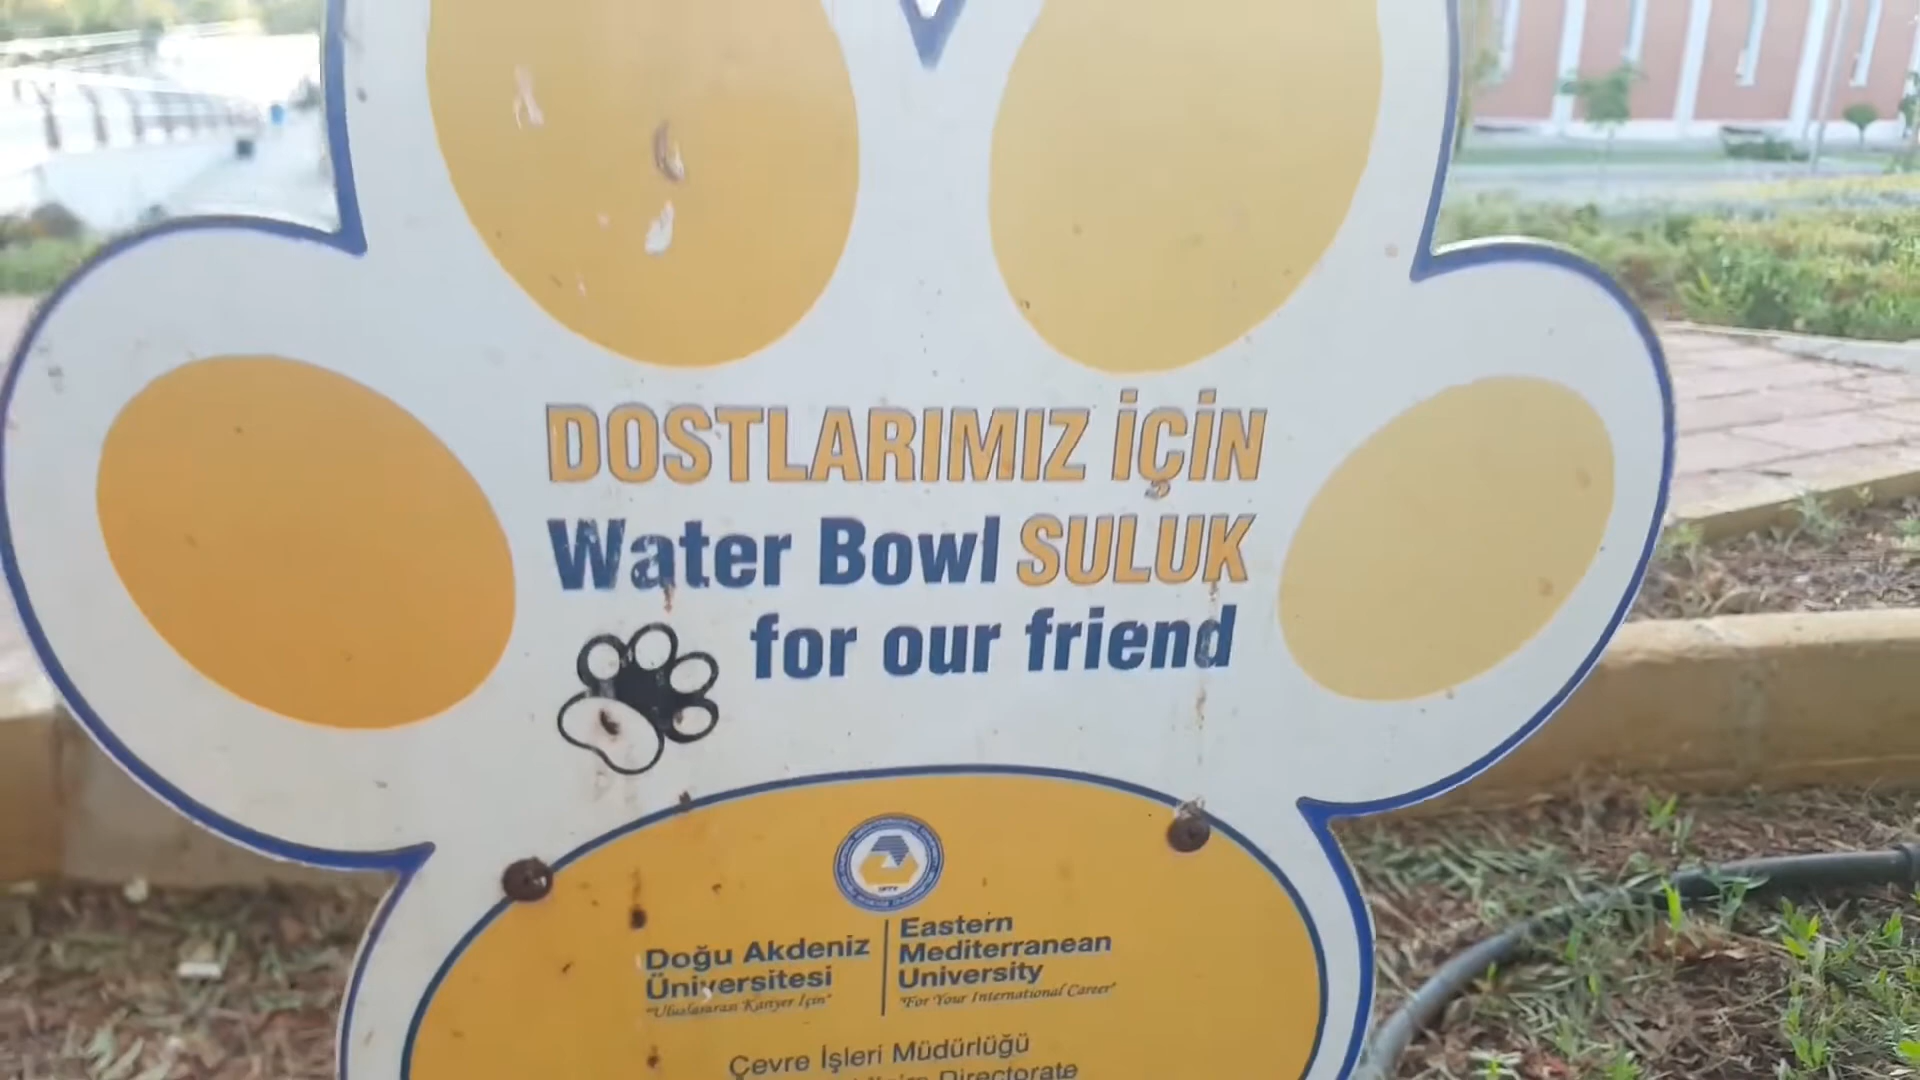 DOSTLARIMIZ İÇİN
Water Bowl SULUK
for our friend
Doğu Akdeniz
Üniversitesi
"Uluslararası Kariyer İçin"
Eastern
Mediterranean
University
"For Your International Career"
Çevre İşleri Müdürlüğü
Directorate